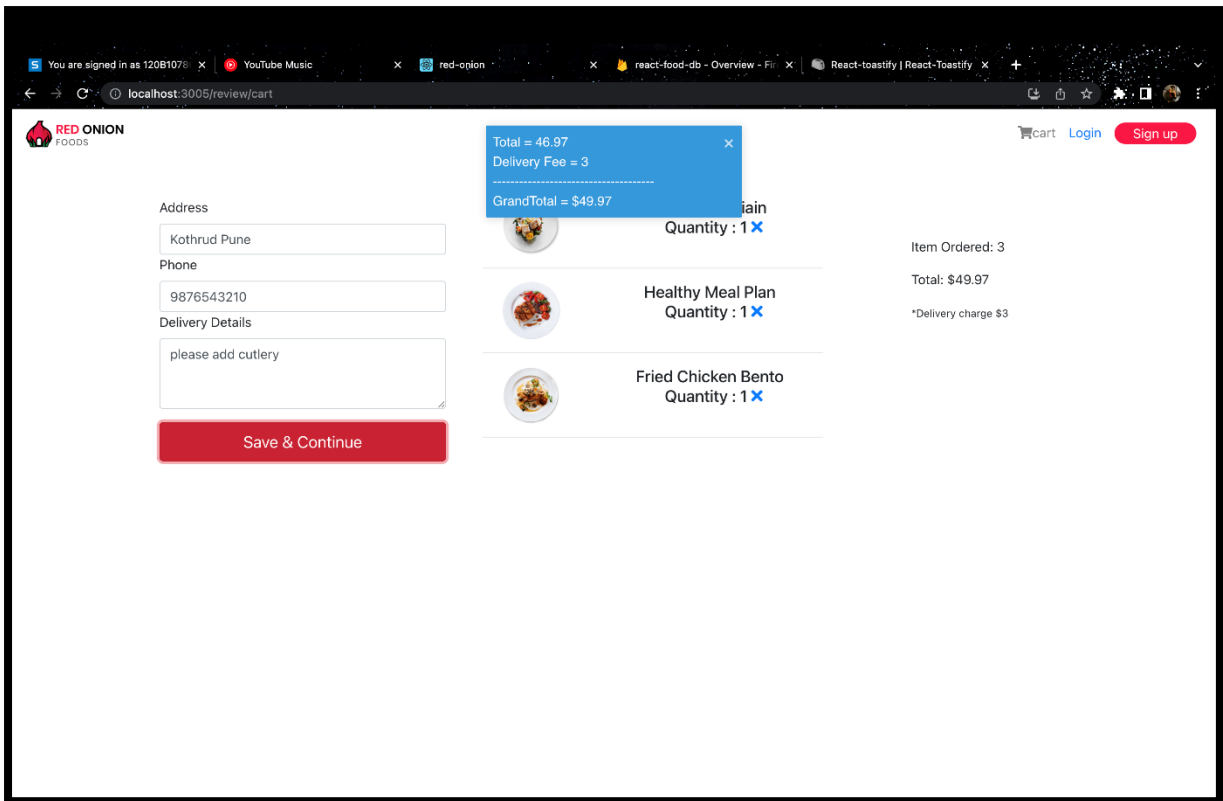 You are signed in as 120B1078
YouTube Music
red-onion
react-food-db - Overview - Fir
React-toastify | React-Toastify
localhost:3005/review/cart
RED ONION
FOODS
cart
Login
Sign up
Total = 46.97
Delivery Fee = 3
-------------------------------------
GrandTotal = $49.97
Address
Kothrud Pune
Phone
9876543210
Delivery Details
please add cutlery
Save & Continue
iain
Quantity : 1
Healthy Meal Plan
Quantity : 1
Fried Chicken Bento
Quantity : 1
Item Ordered: 3
Total: $49.97
*Delivery charge $3